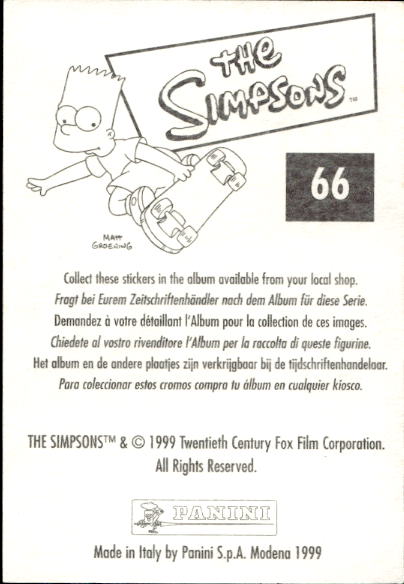 THE
SIMPSONS™
66
MATT
GROENING
Collect these stickers in the album available from your local shop.
Fragt bei Eurem Zeitschriftenhändler nach dem Album für diese Serie.
Demandez à votre détaillant l'Album pour la collection de ces images.
Chiedete al vostro rivenditore l'Album per la raccolta di queste figurine.
Het album en de andere plaatjes zijn verkrijgbaar bij de tijdschriftenhandelaar.
Para coleccionar estos cromos compra tu álbum en cualquier kiosco.
THE SIMPSONS™ & © 1999 Twentieth Century Fox Film Corporation.
All Rights Reserved.
PANINI
Made in Italy by Panini S.p.A. Modena 1999